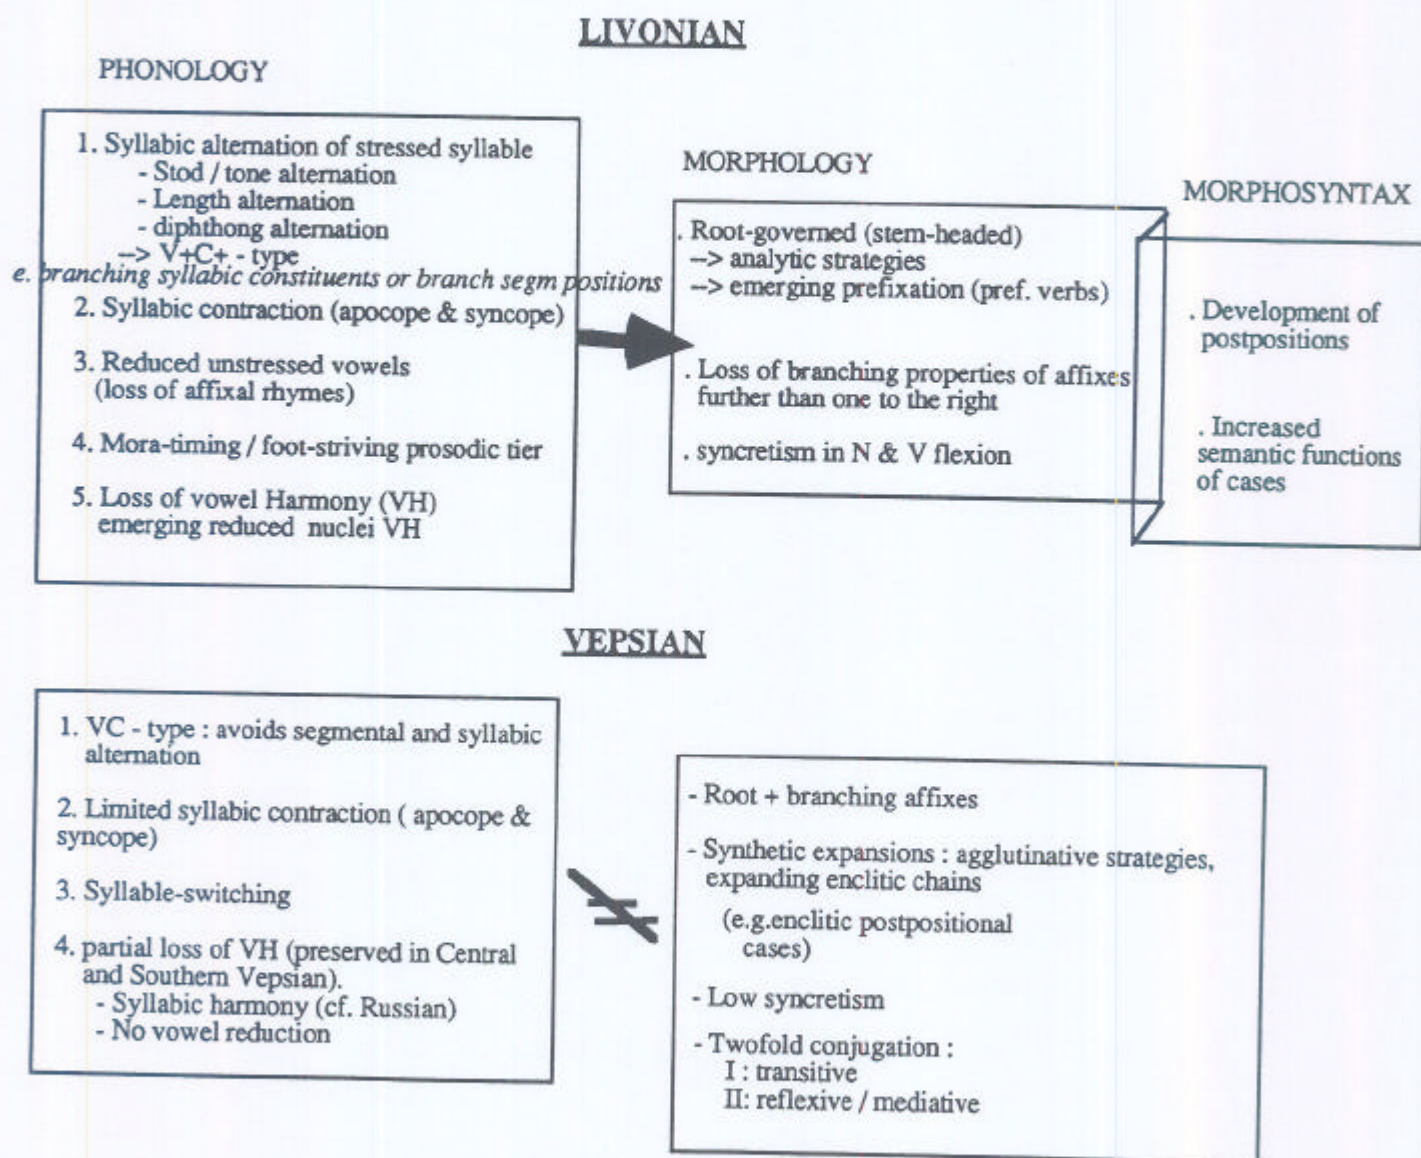 LIVONIAN
PHONOLOGY
1. Syllabic alternation of stressed syllable
- Stod / tone alternation
- Length alternation
- diphthong alternation
--> V+C+ - type
e. branching syllabic constituents or branch segm positions
2. Syllabic contraction (apocope & syncope)
3. Reduced unstressed vowels
(loss of affixal rhymes)
4. Mora-timing / foot-striving prosodic tier
5. Loss of vowel Harmony (VH)
emerging reduced nuclei VH
MORPHOLOGY
. Root-governed (stem-headed)
--> analytic strategies
--> emerging prefixation (pref. verbs)
. Loss of branching properties of affixes
further than one to the right
. syncretism in N & V flexion
MORPHOSYNTAX
. Development of
postpositions
. Increased
semantic functions
of cases
VEPSIAN
1. VC - type : avoids segmental and syllabic
alternation
2. Limited syllabic contraction ( apocope &
syncope)
3. Syllable-switching
4. partial loss of VH (preserved in Central
and Southern Vepsian).
- Syllabic harmony (cf. Russian)
- No vowel reduction
- Root + branching affixes
- Synthetic expansions : agglutinative strategies,
expanding enclitic chains
(e.g.enclitic postpositional
cases)
- Low syncretism
- Twofold conjugation :
I : transitive
II: reflexive / mediative